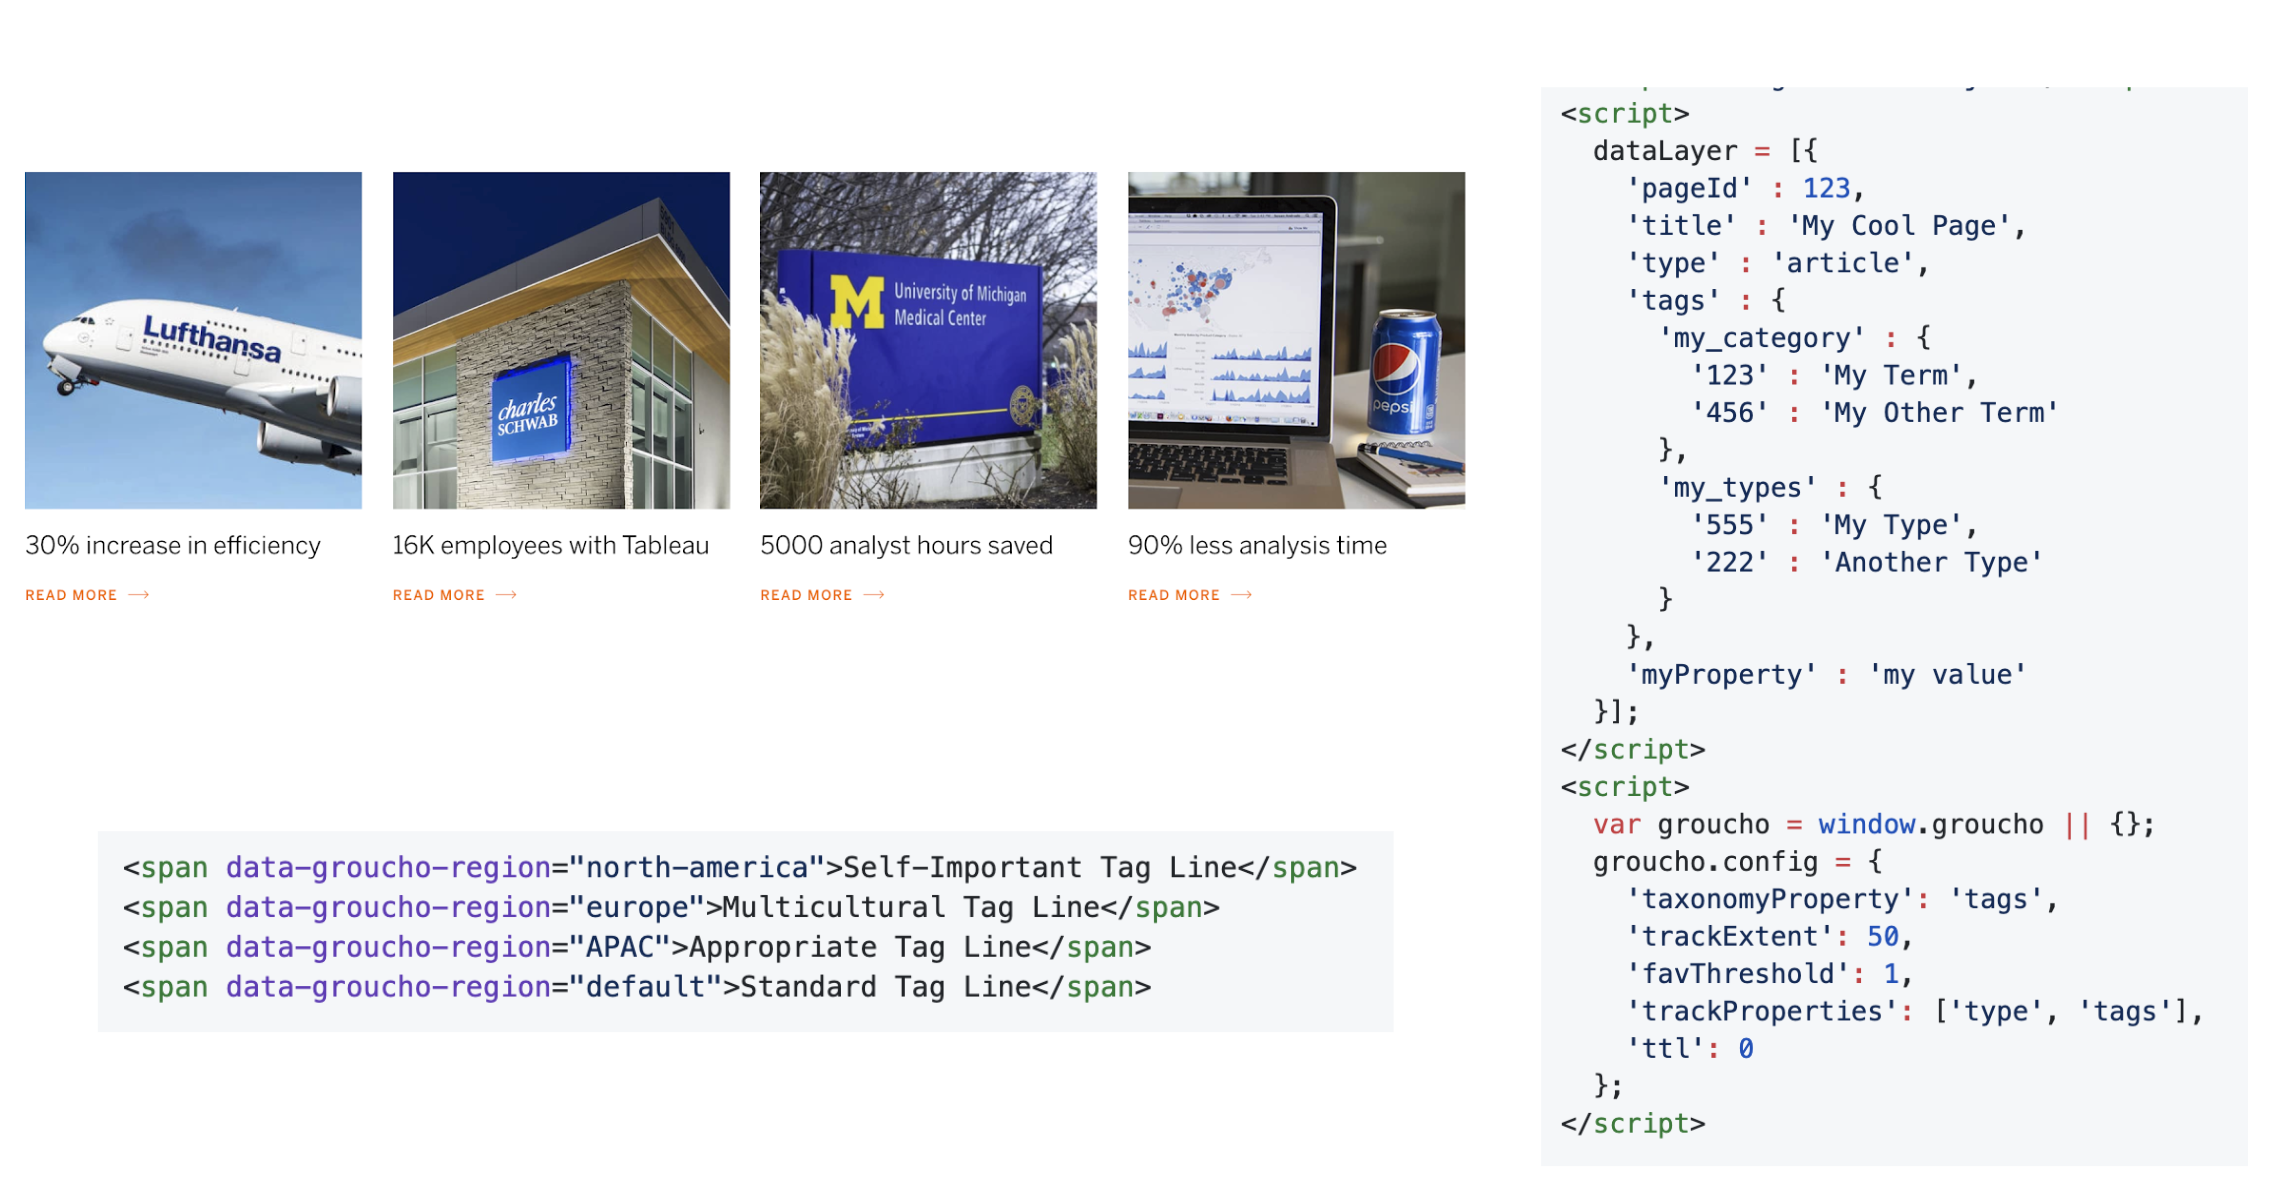 Lufthansa
charles
SCHWAB
M
University of Michigan
Medical Center
pepsi
30% increase in efficiency
READ MORE →
16K employees with Tableau
READ MORE →
5000 analyst hours saved
READ MORE →
90% less analysis time
READ MORE →
<span data-groucho-region="north-america">Self-Important Tag Line</span>
<span data-groucho-region="europe">Multicultural Tag Line</span>
<span data-groucho-region="APAC">Appropriate Tag Line</span>
<span data-groucho-region="default">Standard Tag Line</span>
<script>
  dataLayer = [{
    'pageId' : 123,
    'title' : 'My Cool Page',
    'type' : 'article',
    'tags' : {
      'my_category' : {
        '123' : 'My Term',
        '456' : 'My Other Term'
      },
      'my_types' : {
        '555' : 'My Type',
        '222' : 'Another Type'
      }
    },
    'myProperty' : 'my value'
  }];
</script>
<script>
  var groucho = window.groucho || {};
  groucho.config = {
    'taxonomyProperty': 'tags',
    'trackExtent': 50,
    'favThreshold': 1,
    'trackProperties': ['type', 'tags'],
    'ttl': 0
  };
</script>